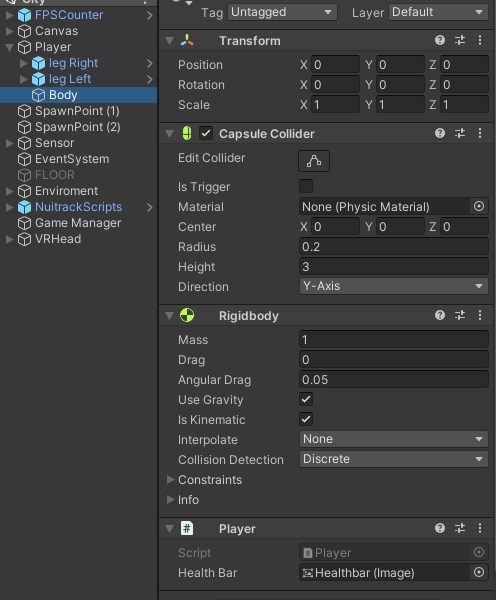 City
FPSCounter
Canvas
Player
leg Right
leg Left
Body
SpawnPoint (1)
SpawnPoint (2)
Sensor
EventSystem
FLOOR
Enviroment
NuitrackScripts
Game Manager
VRHead
Tag Untagged Layer Default
Transform
Position X 0 Y 0 Z 0
Rotation X 0 Y 0 Z 0
Scale X 1 Y 1 Z 1
Capsule Collider
Edit Collider
Is Trigger
Material None (Physic Material)
Center X 0 Y 0 Z 0
Radius 0.2
Height 3
Direction Y-Axis
Rigidbody
Mass 1
Drag 0
Angular Drag 0.05
Use Gravity
Is Kinematic
Interpolate None
Collision Detection Discrete
Constraints
Info
# Player
Script # Player
Health Bar Healthbar (Image)